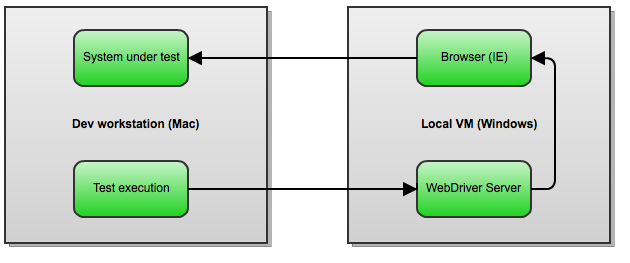 System under test
Browser (IE)
Dev workstation (Mac)
Local VM (Windows)
Test execution
WebDriver Server